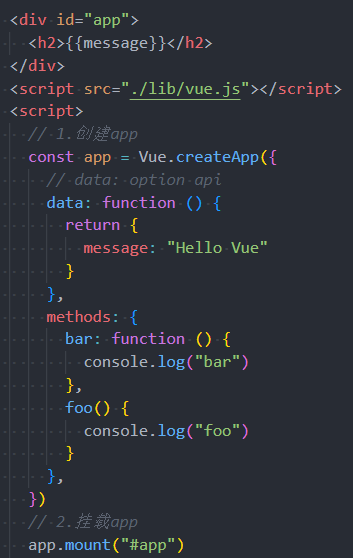 <div id="app">
  <h2>{{message}}</h2>
</div>
<script src="./lib/vue.js"></script>
<script>
  // 1.创建app
  const app = Vue.createApp({
    // data: option api
    data: function () {
      return {
        message: "Hello Vue"
      }
    },
    methods: {
      bar: function () {
        console.log("bar")
      },
      foo() {
        console.log("foo")
      }
    },
  })
  // 2.挂载app
  app.mount("#app")